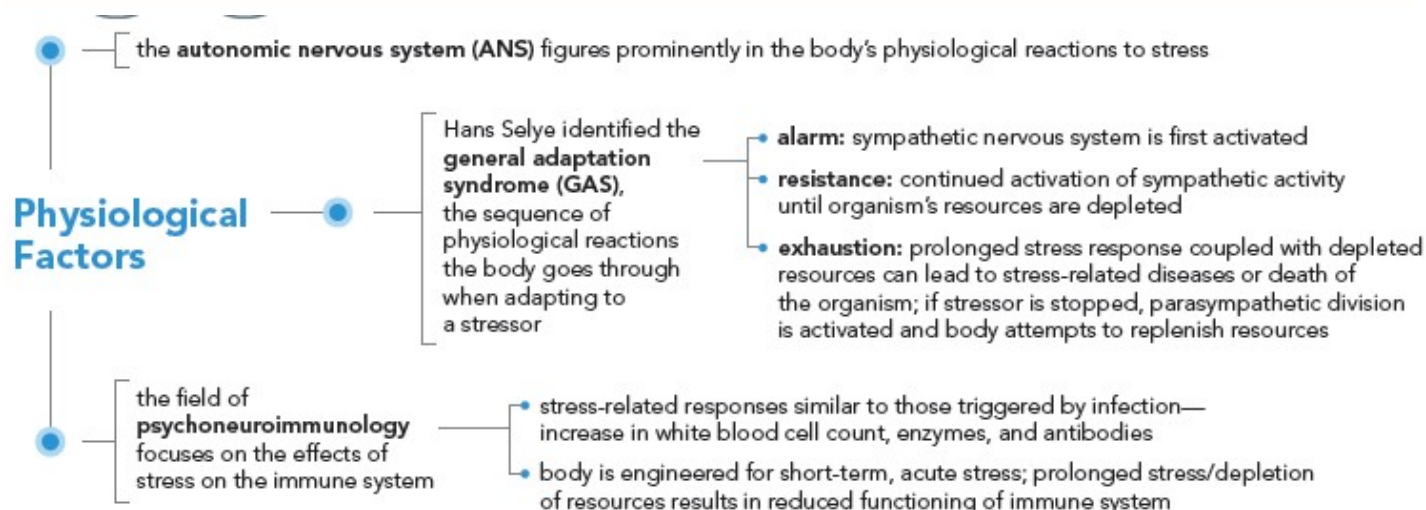 the autonomic nervous system (ANS) figures prominently in the body's physiological reactions to stress
Physiological
Factors
Hans Selye identified the
general adaptation
syndrome (GAS),
the sequence of
physiological reactions
the body goes through
when adapting to
a stressor
alarm: sympathetic nervous system is first activated
resistance: continued activation of sympathetic activity
until organism's resources are depleted
exhaustion: prolonged stress response coupled with depleted
resources can lead to stress-related diseases or death of
the organism; if stressor is stopped, parasympathetic division
is activated and body attempts to replenish resources
the field of
psychoneuroimmunology
focuses on the effects of
stress on the immune system
stress-related responses similar to those triggered by infection—
increase in white blood cell count, enzymes, and antibodies
body is engineered for short-term, acute stress; prolonged stress/depletion
of resources results in reduced functioning of immune system